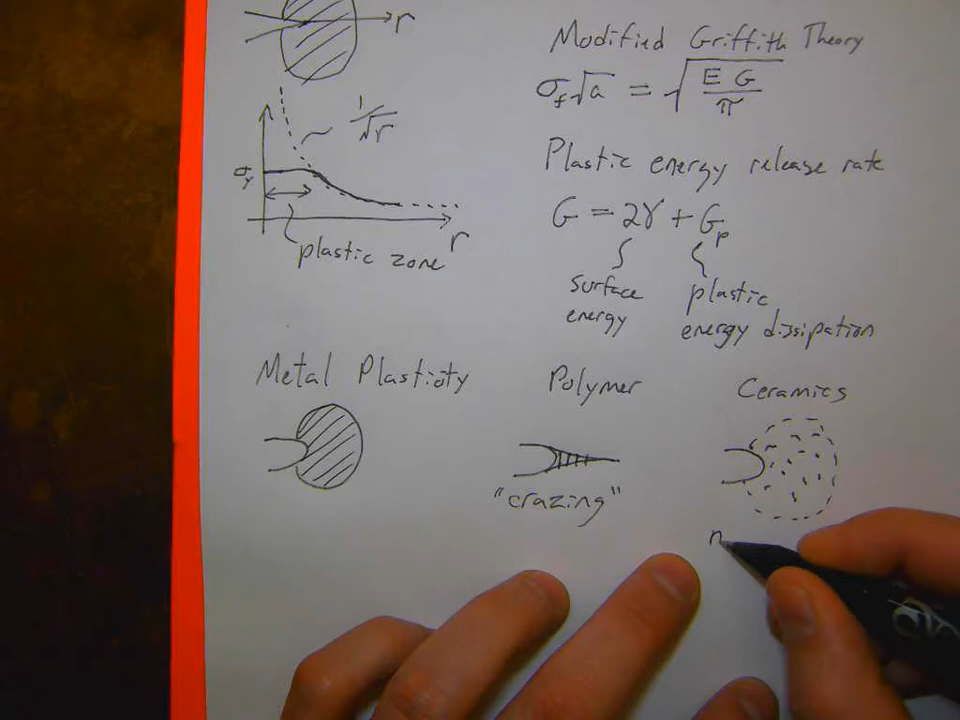 r
1/√r
σy
r
plastic zone
Modified Griffith Theory
σf√a = √(E G/π)
Plastic energy release rate
G = 2γ + Gp
surface energy
plastic energy dissipation
Metal Plasticity
Polymer
Ceramics
"crazing"